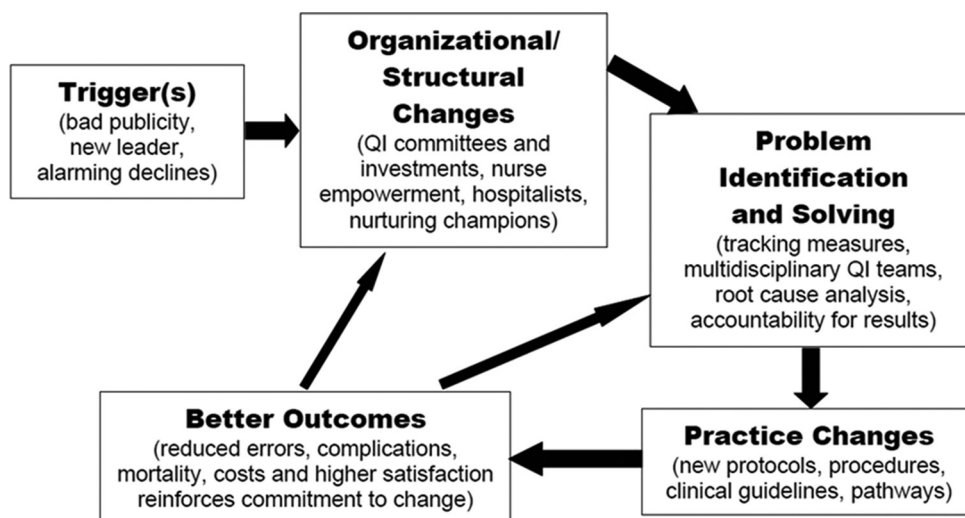 Trigger(s)
(bad publicity,
new leader,
alarming declines)
Organizational/
Structural
Changes
(QI committees and
investments, nurse
empowerment, hospitalists,
nurturing champions)
Problem
Identification
and Solving
(tracking measures,
multidisciplinary QI teams,
root cause analysis,
accountability for results)
Practice Changes
(new protocols, procedures,
clinical guidelines, pathways)
Better Outcomes
(reduced errors, complications,
mortality, costs and higher satisfaction
reinforces commitment to change)